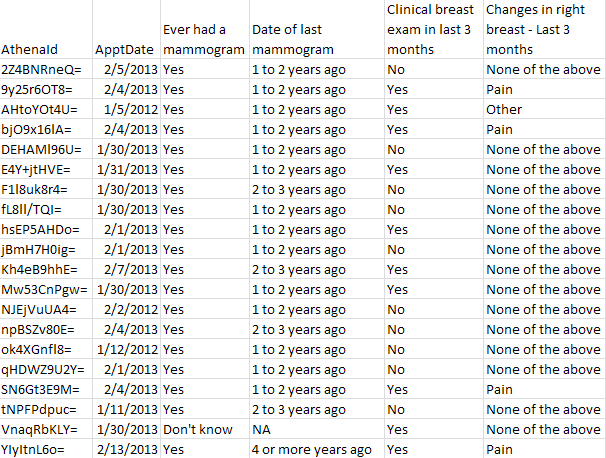 AthenaId ApptDate Ever had a mammogram Date of last mammogram Clinical breast exam in last 3 months Changes in right breast - Last 3 months
2Z4BNRneQ= 2/5/2013 Yes 1 to 2 years ago No None of the above
9y25r6OT8= 2/4/2013 Yes 1 to 2 years ago Yes Pain
AHtoYOt4U= 1/5/2012 Yes 1 to 2 years ago Yes Other
bjO9x16lA= 2/4/2013 Yes 1 to 2 years ago Yes Pain
DEHAMl96U= 1/30/2013 Yes 1 to 2 years ago No None of the above
E4Y+jtHVE= 1/31/2013 Yes 1 to 2 years ago Yes None of the above
F1l8uk8r4= 1/30/2013 Yes 2 to 3 years ago No None of the above
fL8ll/TQI= 1/30/2013 Yes 1 to 2 years ago No None of the above
hsEP5AHDo= 2/1/2013 Yes 1 to 2 years ago Yes None of the above
jBmH7H0ig= 2/1/2013 Yes 1 to 2 years ago No None of the above
Kh4eB9hhE= 2/7/2013 Yes 2 to 3 years ago Yes None of the above
Mw53CnPgw= 1/30/2013 Yes 1 to 2 years ago Yes None of the above
NJEjVuUA4= 2/2/2012 Yes 1 to 2 years ago No None of the above
npBSZv80E= 2/4/2013 Yes 2 to 3 years ago No None of the above
ok4XGnfl8= 1/12/2012 Yes 1 to 2 years ago No None of the above
qHDWZ9U2Y= 2/1/2013 Yes 1 to 2 years ago No None of the above
SN6Gt3E9M= 2/4/2013 Yes 1 to 2 years ago Yes Pain
tNPFPdpuc= 1/11/2013 Yes 2 to 3 years ago No None of the above
VnaqRbKLY= 1/30/2013 Don't know NA Yes None of the above
YIyItnL6o= 2/13/2013 Yes 4 or more years ago Yes Pain